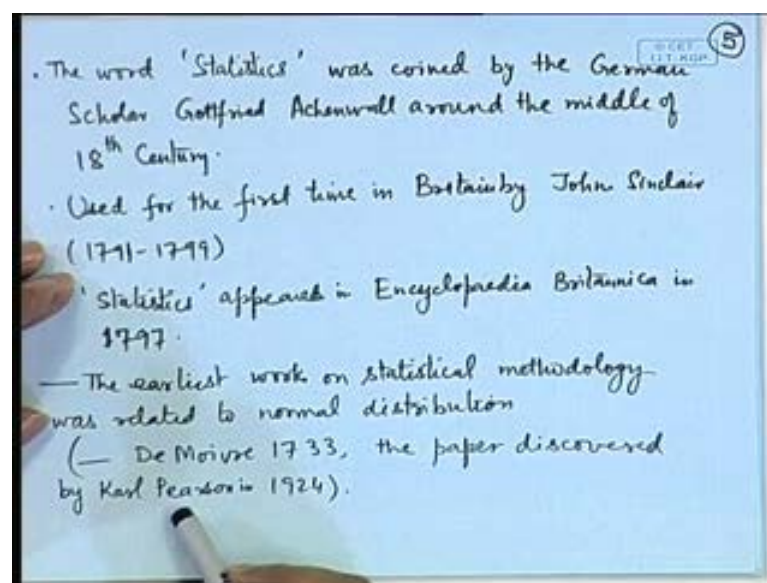 © CET
I.I.T. KGP
5
. The word 'Statistics' was coined by the German
Scholar Gottfried Achenwall around the middle of
18th Century.
. Used for the first time in Britain by John Sinclair
(1791-1799)
'Statistics' appeared in Encyclopaedia Britannica in
1797.
— The earliest work on statistical methodology
was related to normal distribution
(— De Moivre 1733, the paper discovered
by Karl Pearson in 1924).